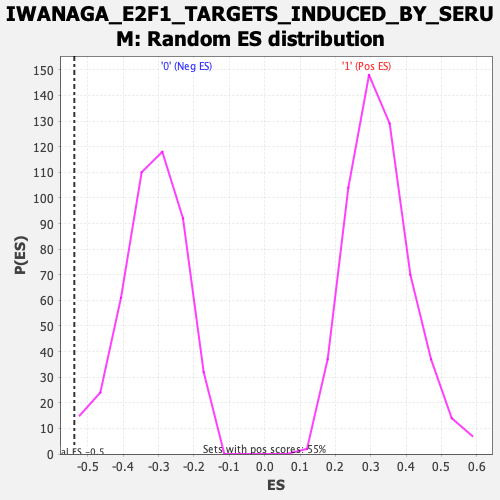 IWANAGA_E2F1_TARGETS_INDUCED_BY_SERU
M: Random ES distribution
'0' (Neg ES)
'1' (Pos ES)
150
140
130
120
110
100
90
80
70
60
50
40
30
20
10
0
P(ES)
Sets with pos scores: 55%
-0.5 -0.4 -0.3 -0.2 -0.1 0.0 0.1 0.2 0.3 0.4 0.5 0.6
ES